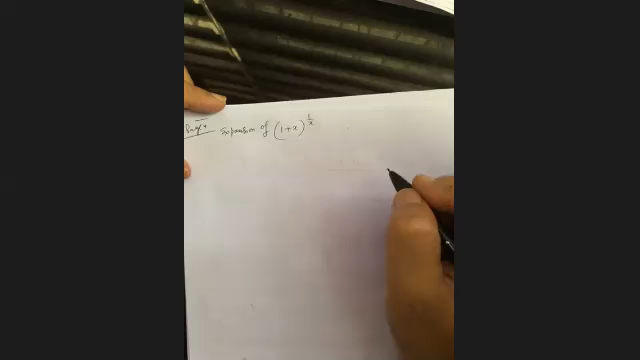 Expansion of (1+x)^{1/x}